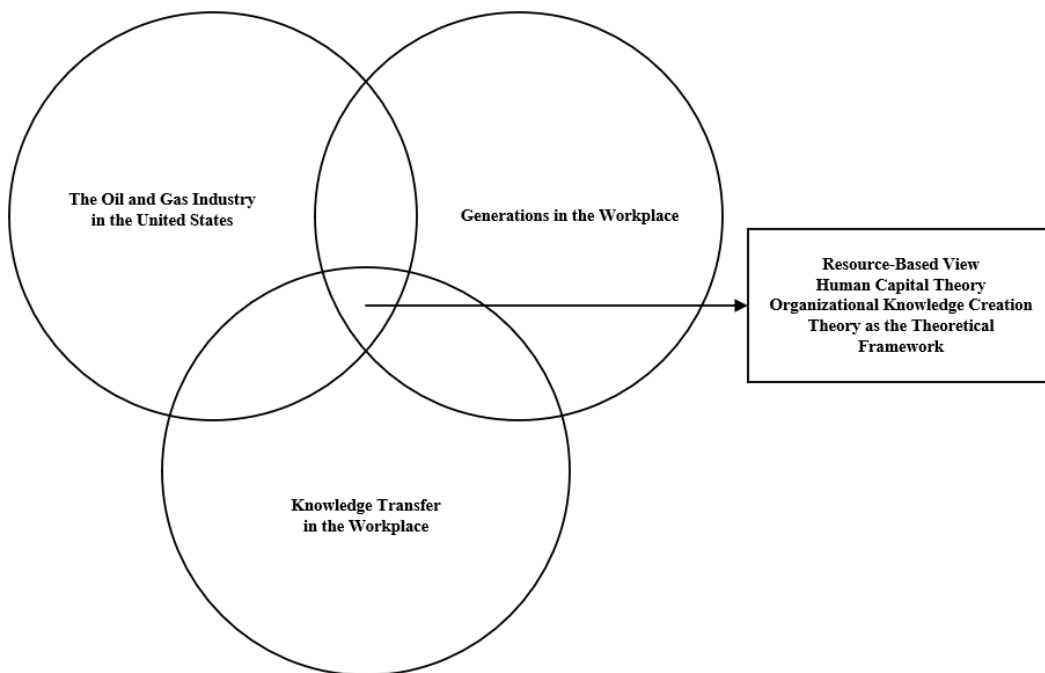 The Oil and Gas Industry
in the United States
Generations in the Workplace
Resource-Based View
Human Capital Theory
Organizational Knowledge Creation
Theory as the Theoretical
Framework
Knowledge Transfer
in the Workplace